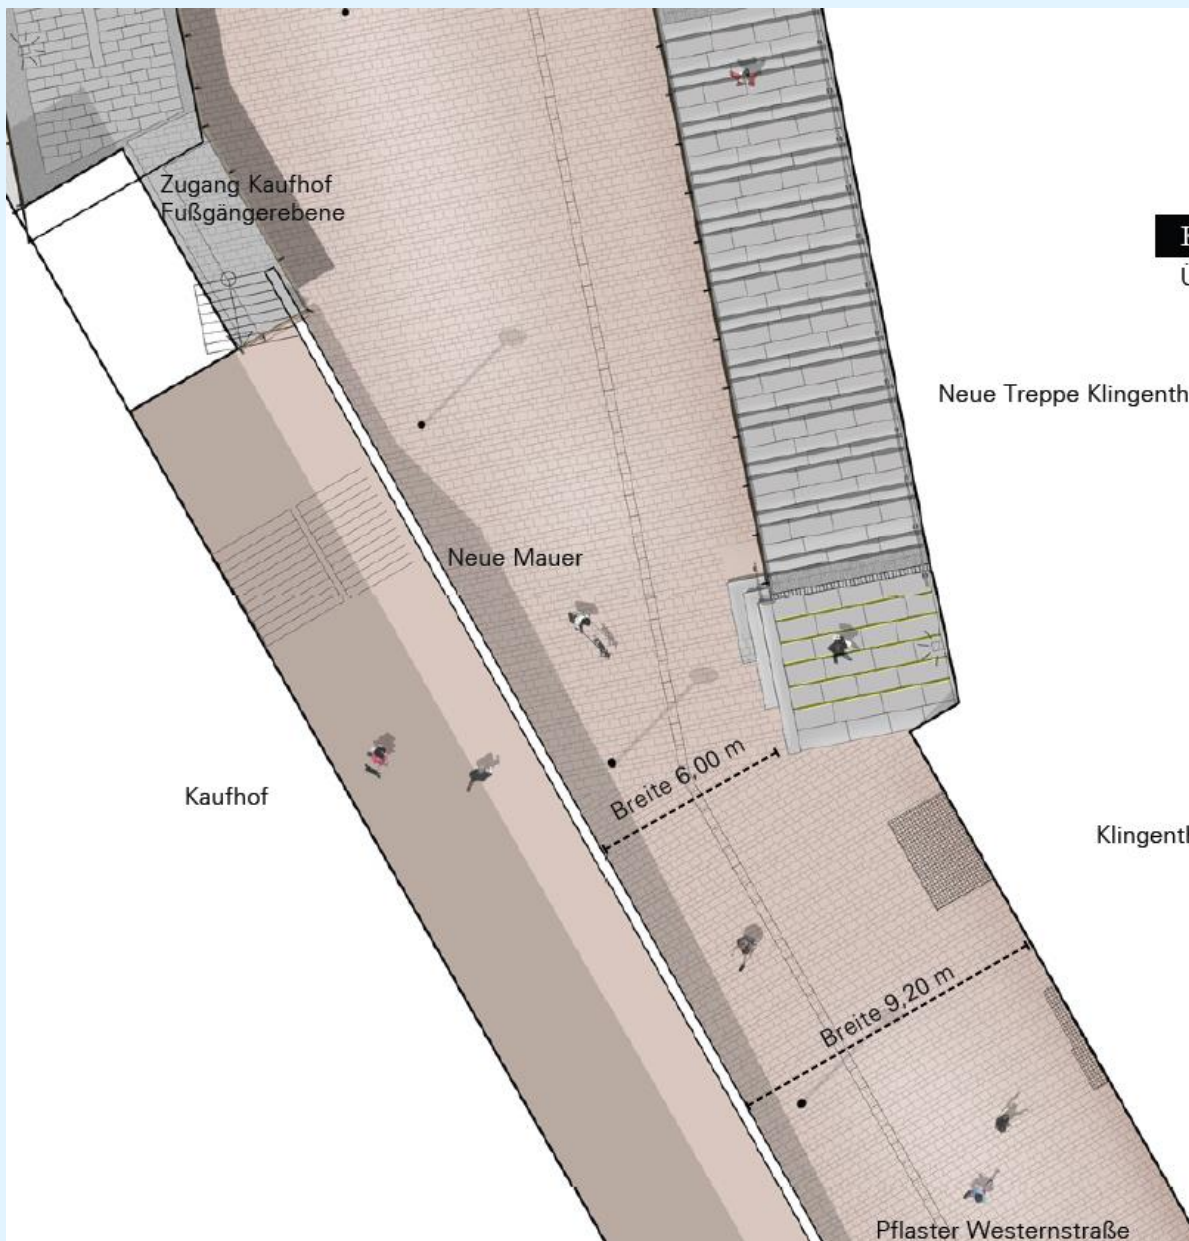 Zugang Kaufhof
Fußgängerebene
Neue Treppe Klingenth
Neue Mauer
Breite 6,00 m
Kaufhof
Klingenth
Breite 9,20 m
Pflaster Westernstraße